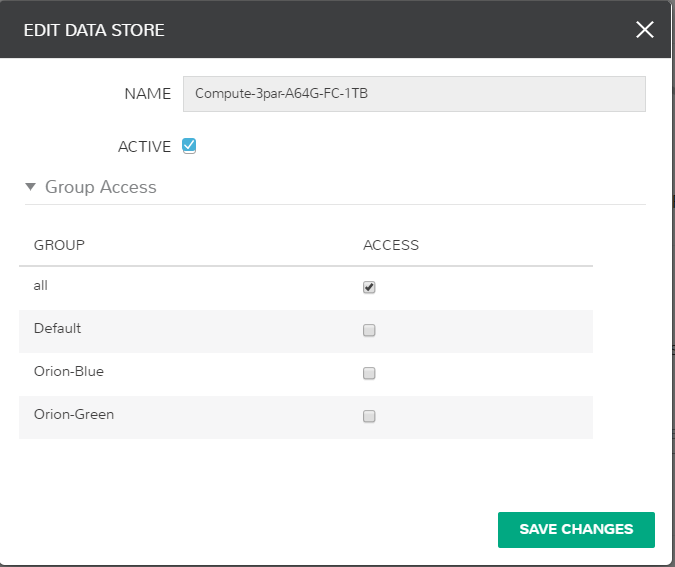 EDIT DATA STORE
NAME Compute-3par-A64G-FC-1TB
ACTIVE
Group Access
GROUP ACCESS
all
Default
Orion-Blue
Orion-Green
SAVE CHANGES